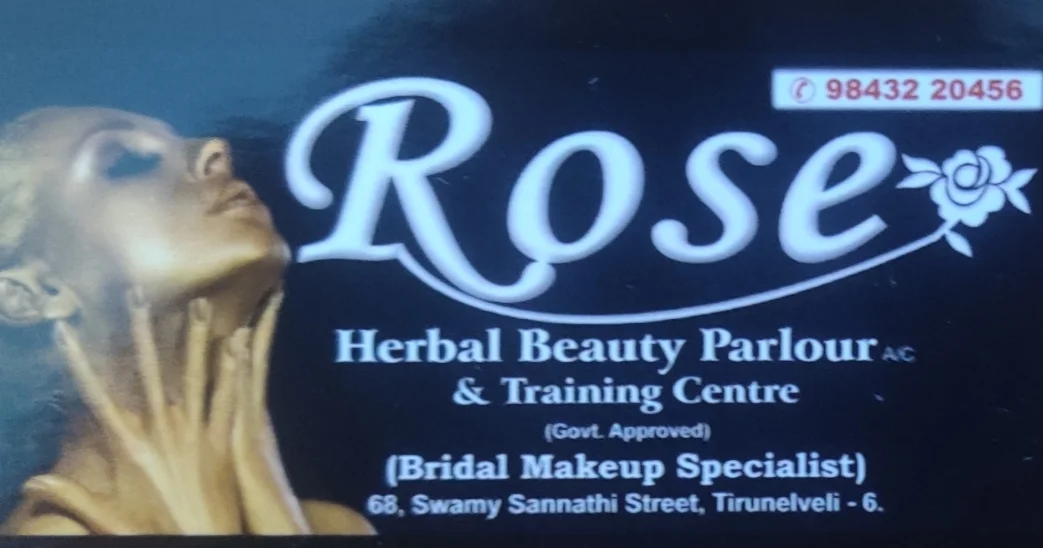 ✆ 98432 20456
Rose
Herbal Beauty Parlour A/C
& Training Centre
(Govt. Approved)
(Bridal Makeup Specialist)
68, Swamy Sannathi Street, Tirunelveli - 6.